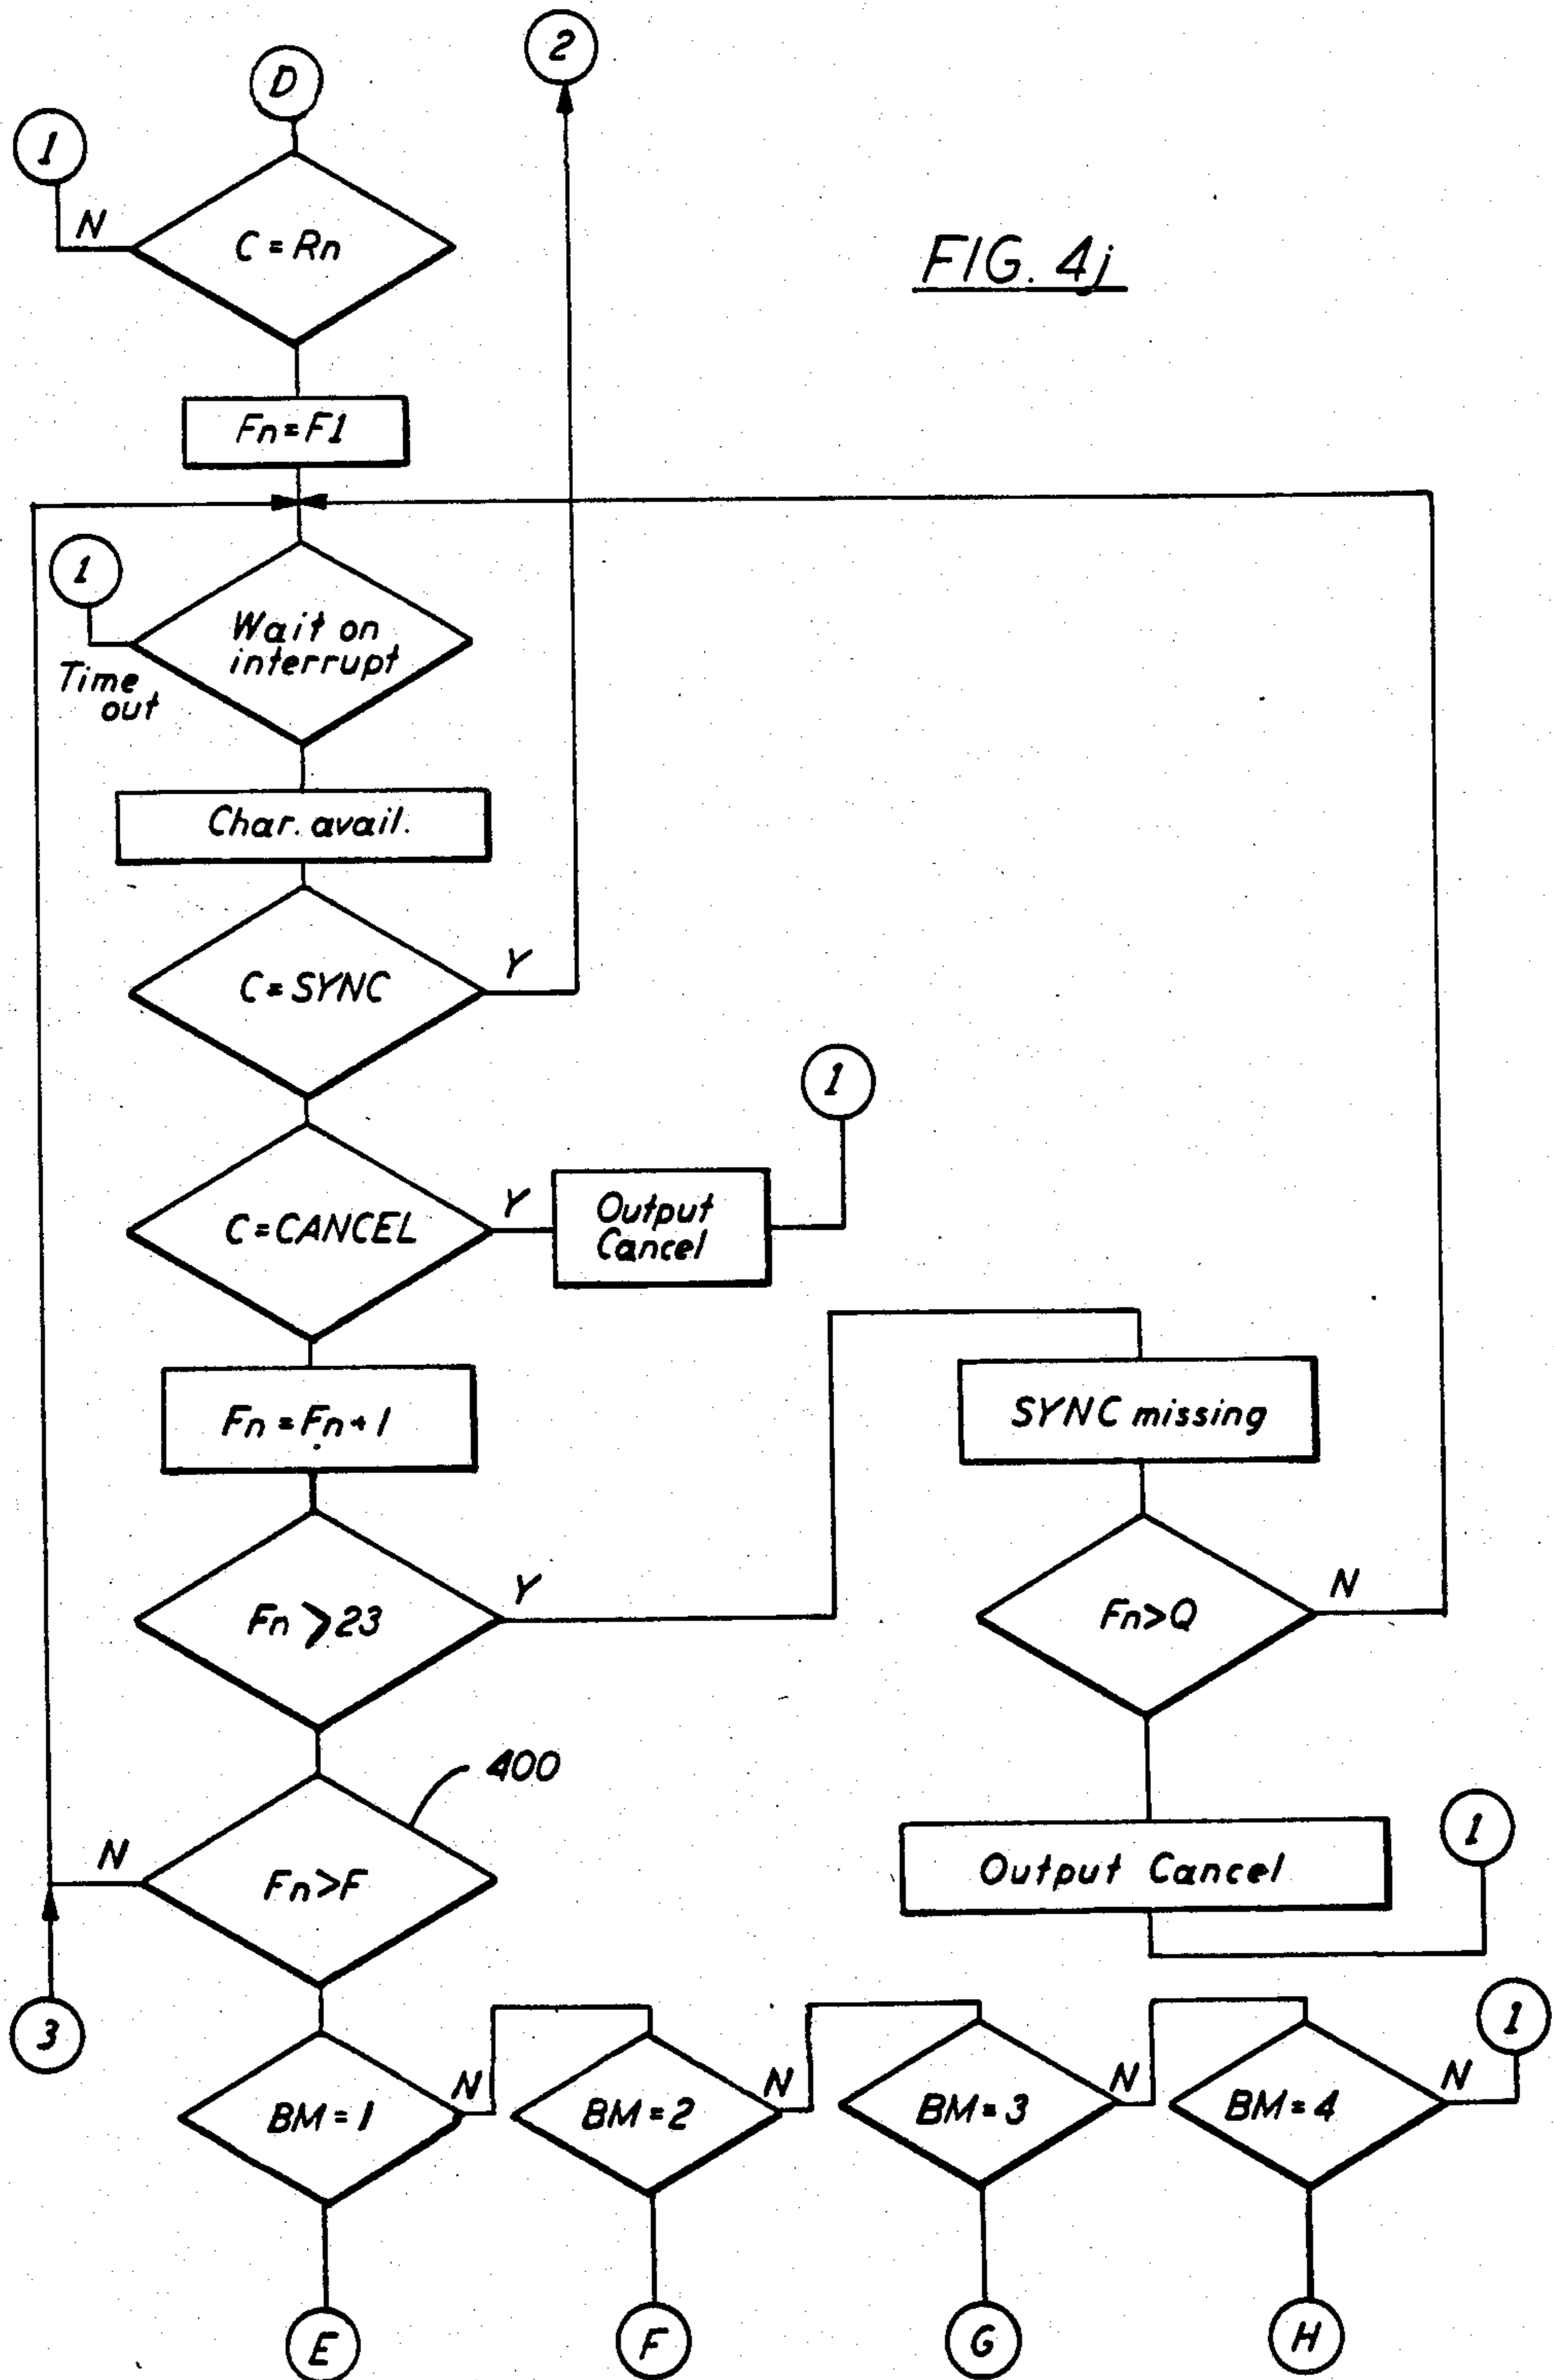 2
D
1
N
C = Rn
FIG. 4j
Fn = F1
1
Wait on
interrupt
Time
out
Char. avail.
C = SYNC
Y
1
C = CANCEL
Y
Output
Cancel
Fn = Fn + 1
SYNC missing
Fn > 23
Y
Fn > Q
N
400
N
Fn > F
Output Cancel
1
3
1
BM = 1
N
BM = 2
N
BM = 3
N
BM = 4
N
E
F
G
H